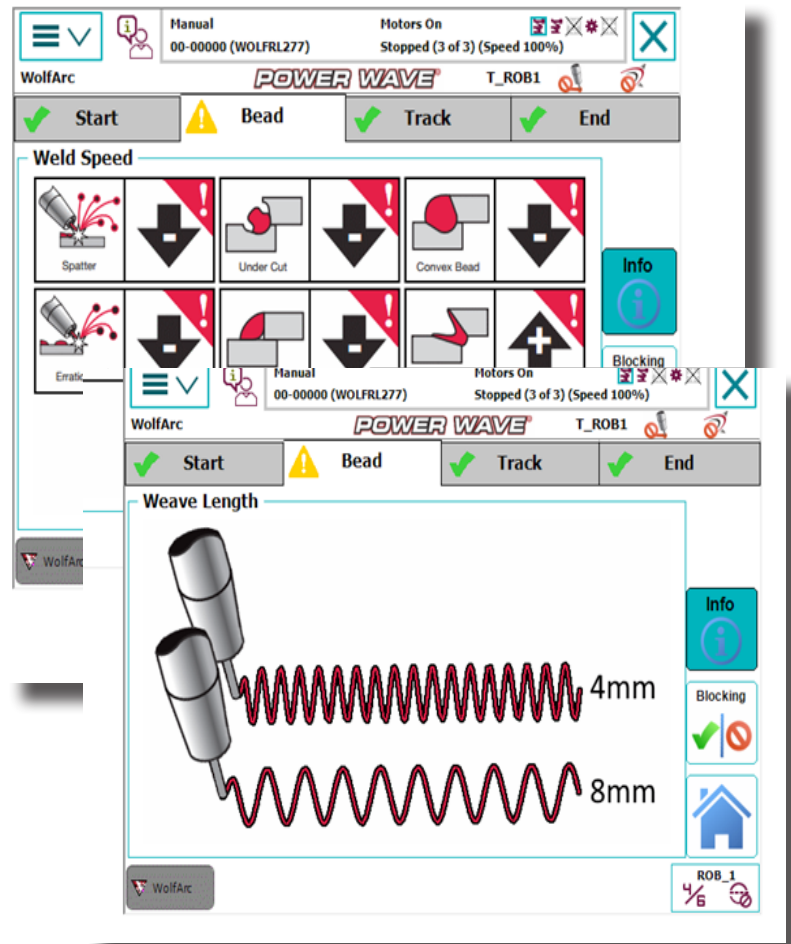 Manual
Motors On
00-00000 (WOLFRL277)
Stopped (3 of 3) (Speed 100%)
WolfArc
POWER WAVE®
T_ROB1
Start
Bead
Track
End
Weld Speed
Spatter
Under Cut
Convex Bead
Info
Blocking
WolfArc
Manual
Motors On
00-00000 (WOLFRL277)
Stopped (3 of 3) (Speed 100%)
WolfArc
POWER WAVE®
T_ROB1
Start
Bead
Track
End
Weave Length
4mm
8mm
Info
Blocking
WolfArc
ROB_1